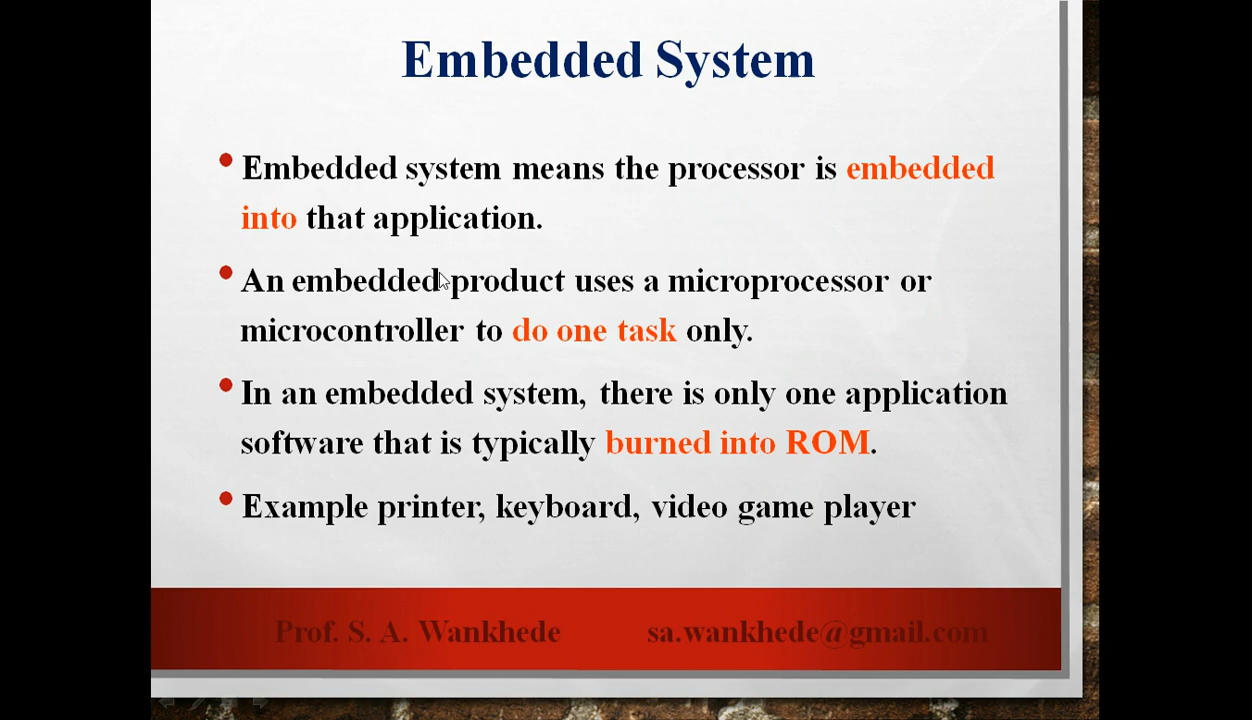 Embedded System
• Embedded system means the processor is embedded
into that application.
• An embedded product uses a microprocessor or
microcontroller to do one task only.
• In an embedded system, there is only one application
software that is typically burned into ROM.
• Example printer, keyboard, video game player
Prof. S. A. Wankhede sa.wankhede@gmail.com